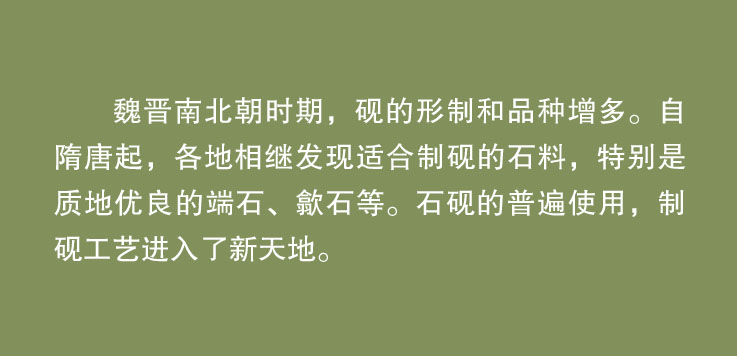 魏晋南北朝时期，砚的形制和品种增多。自
隋唐起，各地相继发现适合制砚的石料，特别是
质地优良的端石、歙石等。石砚的普遍使用，制
砚工艺进入了新天地。